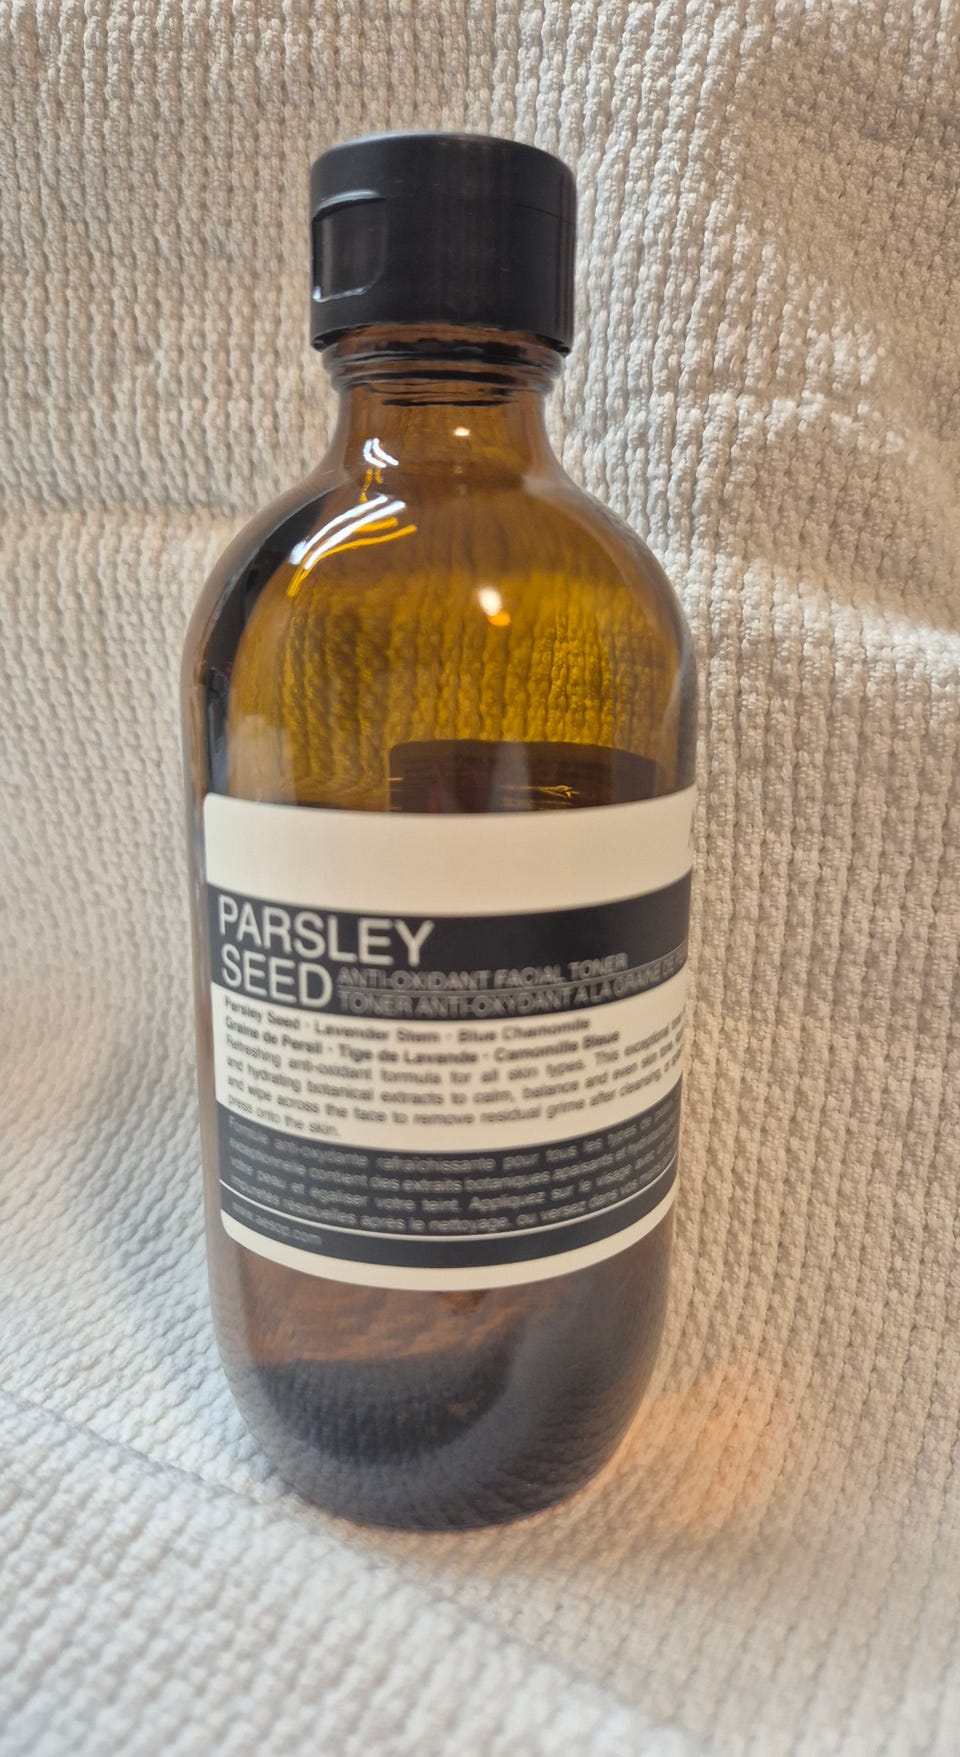 PARSLEY
SEED
ANTI-OXIDANT FACIAL TONER
TONER ANTI-OXYDANT À LA GRAINE DE
Parsley Seed · Lavender Stem · Blue Chamomile
Graine de Persil · Tige de Lavande · Camomille Bleue
Refreshing anti-oxidant formula for all skin types. This exceptional
and hydrating botanical extracts to calm, balance and even skin
and wipe across the face to remove residual grime after cleansing,
press onto the skin.
Formule anti-oxydante rafraîchissante pour tous les types de
exceptionnelle contient des extraits botaniques apaisants et
votre peau et égaliser votre teint. Appliquez sur le visage avec
impuretés résiduelles après le nettoyage, ou versez dans vos
www.aesop.com